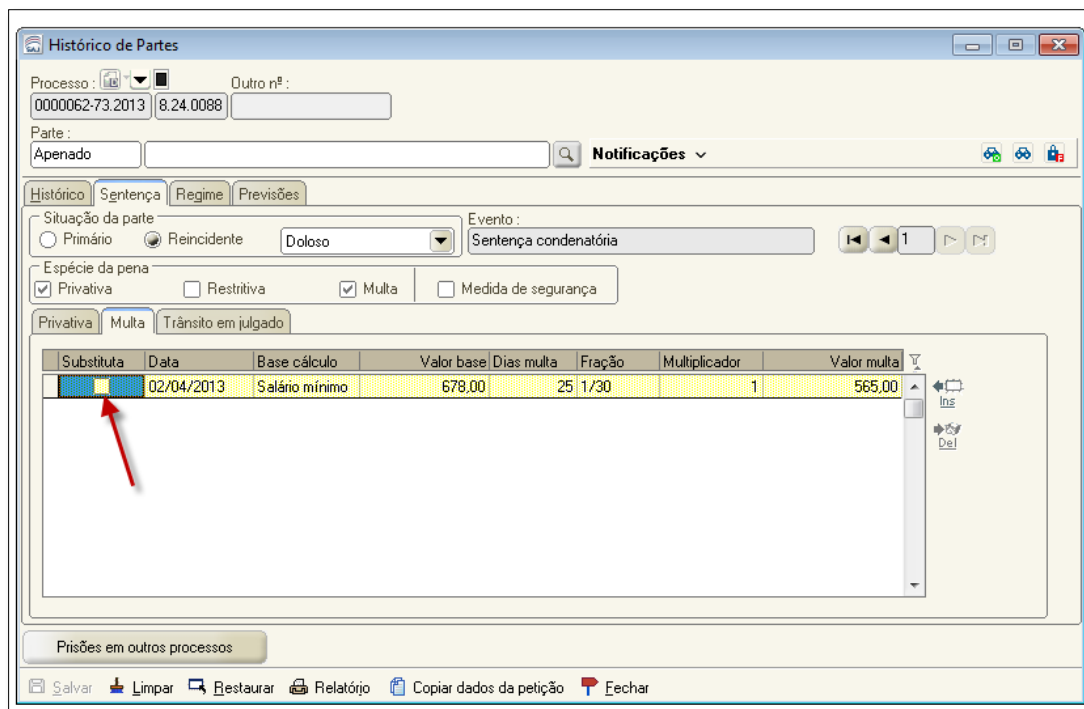 Histórico de Partes
Processo : Outro nº :
0000062-73.2013 8.24.0088
Parte :
Apenado Notificações
Histórico Sentença Regime Previsões
Situação da parte Evento :
Primário Reincidente Doloso Sentença condenatória 1
Espécie da pena
Privativa Restritiva Multa Medida de segurança
Privativa Multa Trânsito em julgado
Substituta Data Base cálculo Valor base Dias multa Fração Multiplicador Valor multa
02/04/2013 Salário mínimo 678,00 25 1/30 1 565,00
Ins
Del
Prisões em outros processos
Salvar Limpar Restaurar Relatório Copiar dados da petição Fechar